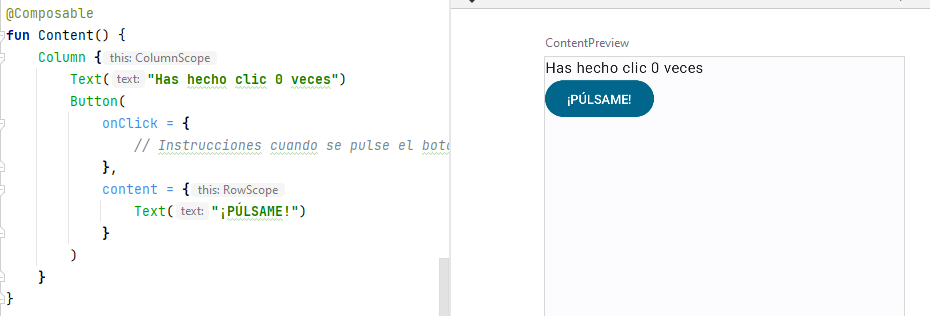 @Composable
fun Content() {
Column { this: ColumnScope
Text( text: "Has hecho clic 0 veces")
Button(
onClick = {
// Instrucciones cuando se pulse el boto
},
content = { this: RowScope
Text( text: "¡PÚLSAME!")
}
)
}
}
ContentPreview
Has hecho clic 0 veces
¡PÚLSAME!